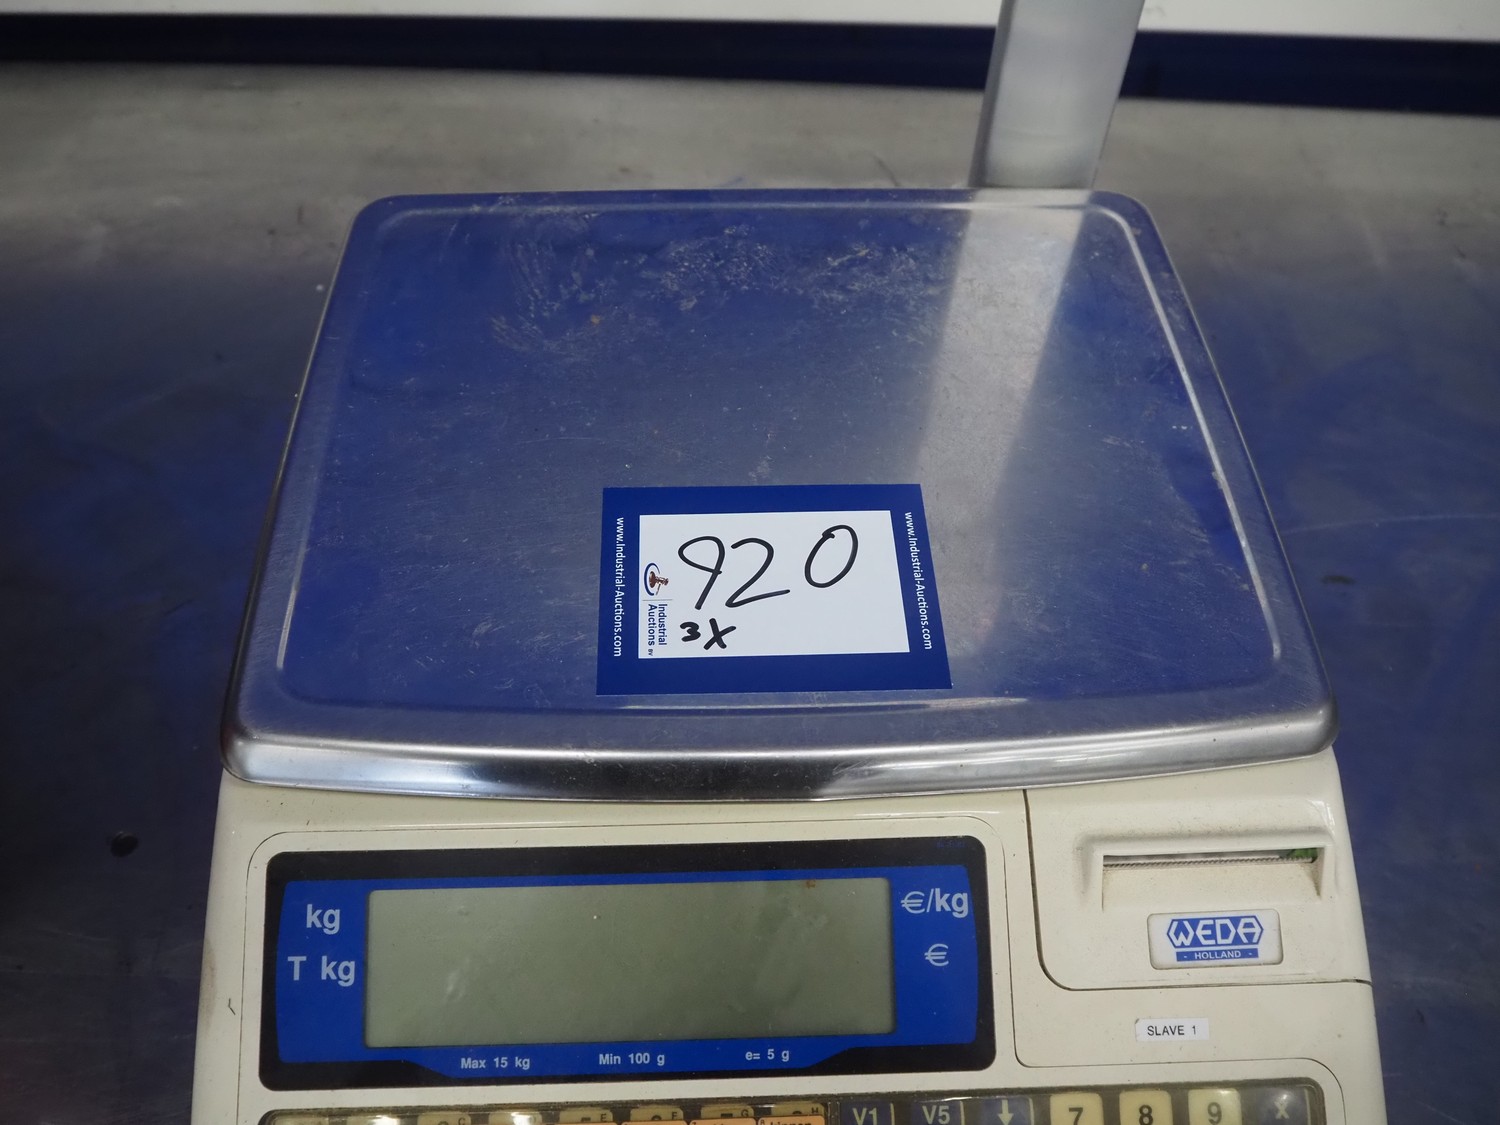 www.Industrial-Auctions.com
Industrial
Auctions BV
920
3X
www.Industrial-Auctions.com
kg
T kg
€/kg
€
Max 15 kg
Min 100 g
e= 5 g
WEDA
- HOLLAND -
SLAVE 1
C
E
F
G
H
V1
V5
↓
7
8
9
X